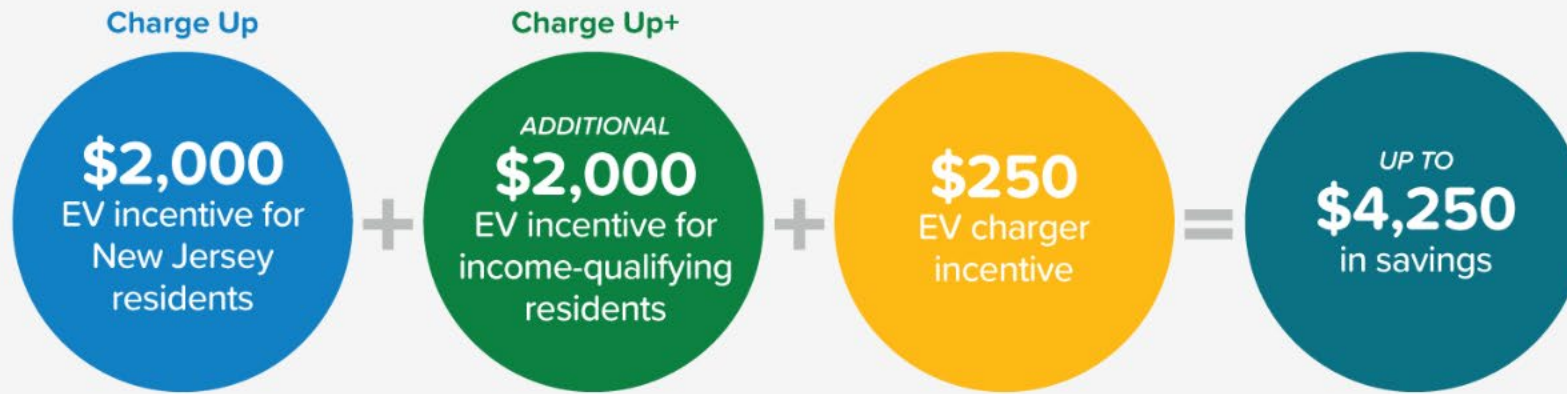 Charge Up
$2,000
EV incentive for
New Jersey
residents
+
Charge Up+
ADDITIONAL
$2,000
EV incentive for
income-qualifying
residents
+
$250
EV charger
incentive
=
UP TO
$4,250
in savings